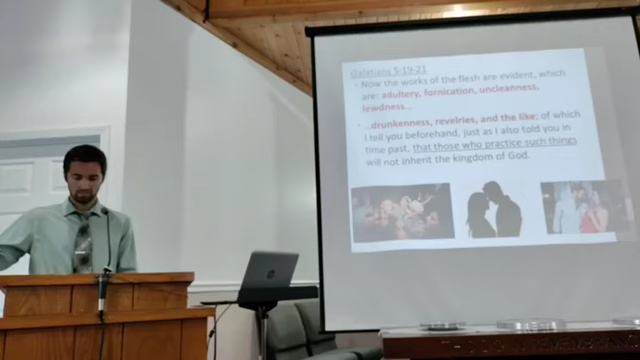 Galatians 5:19-21
• Now the works of the flesh are evident, which
are: adultery, fornication, uncleanness,
lewdness...
• ...drunkenness, revelries, and the like; of which
I tell you beforehand, just as I also told you in
time past, that those who practice such things
will not inherit the kingdom of God.
hp